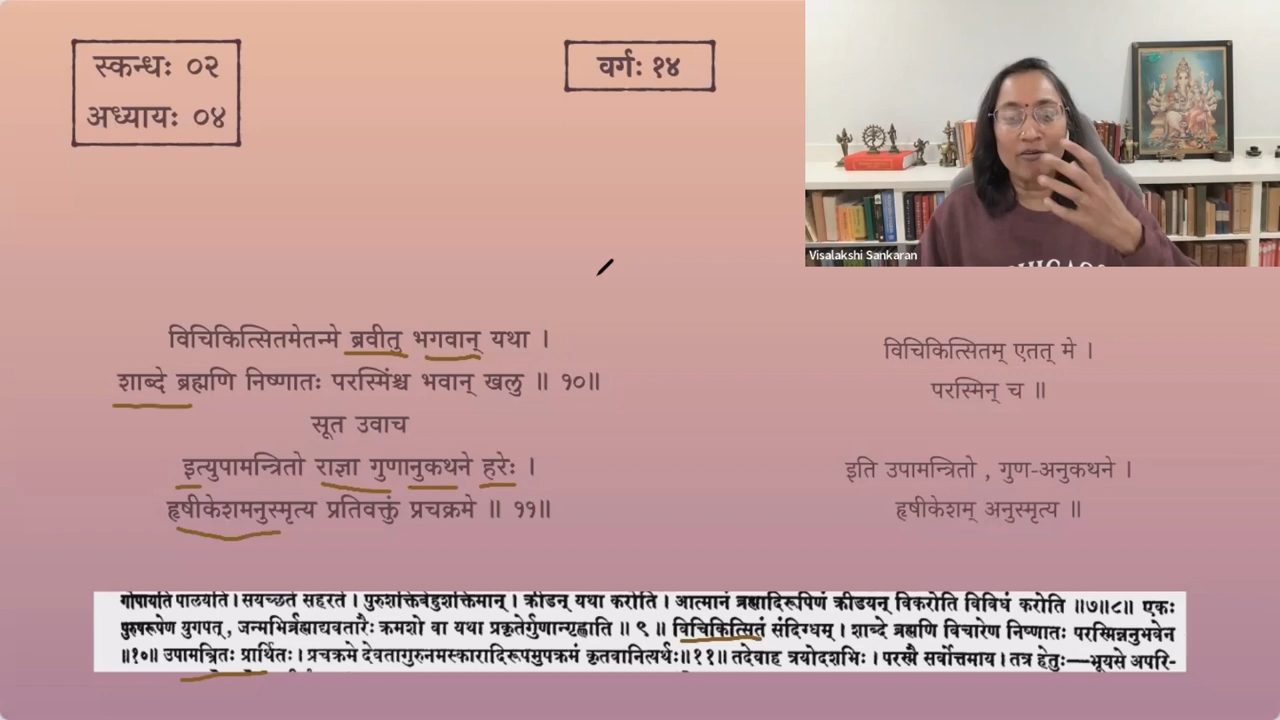 स्कन्धः ०२
अध्यायः ०४
वर्गः १४
Visalakshi Sankaran
विचिकित्सितमेतन्मे ब्रवीतु भगवान् यथा ।
शाब्दे ब्रह्मणि निष्णातः परस्मिंश्च भवान् खलु ॥ १०॥
सूत उवाच
इत्युपामन्त्रितो राज्ञा गुणानुकथने हरेः ।
हृषीकेशमनुस्मृत्य प्रतिवक्तुं प्रचक्रमे ॥ ११॥
विचिकित्सितम् एतत् मे ।
परस्मिन् च ॥
इति उपामन्त्रितो , गुण-अनुकथने ।
हृषीकेशम् अनुस्मृत्य ॥
गोपायति पालयति । संयच्छते संहरते । पुरुशक्तिर्बहुशक्तिमान् । क्रीडन् यथा करोति । आत्मानं ब्रह्मादिरूपिणं क्रीडयन् विकरोति विविधं करोति ॥७॥८॥ एकः
पुरुषरूपेण युगपत्, जन्मभिर्ब्रह्माद्यवतारैः क्रमशो वा यथा प्रकृतेर्गुणान्गृह्णाति ॥ ९ ॥ विचिकित्सितं संदिग्धम् । शाब्दे ब्रह्मणि विचारेण निष्णातः परस्मिन्ननुभवेन
॥१०॥ उपामन्त्रितः प्रार्थितः । प्रचक्रमे देवतागुरुनमस्कारादिरूपमुपक्रमं कृतवानित्यर्थः॥११॥ तदेवाह त्रयोदशभिः । परस्मै सर्वोत्तमाय । तत्र हेतुः—भूयसे अपरि-